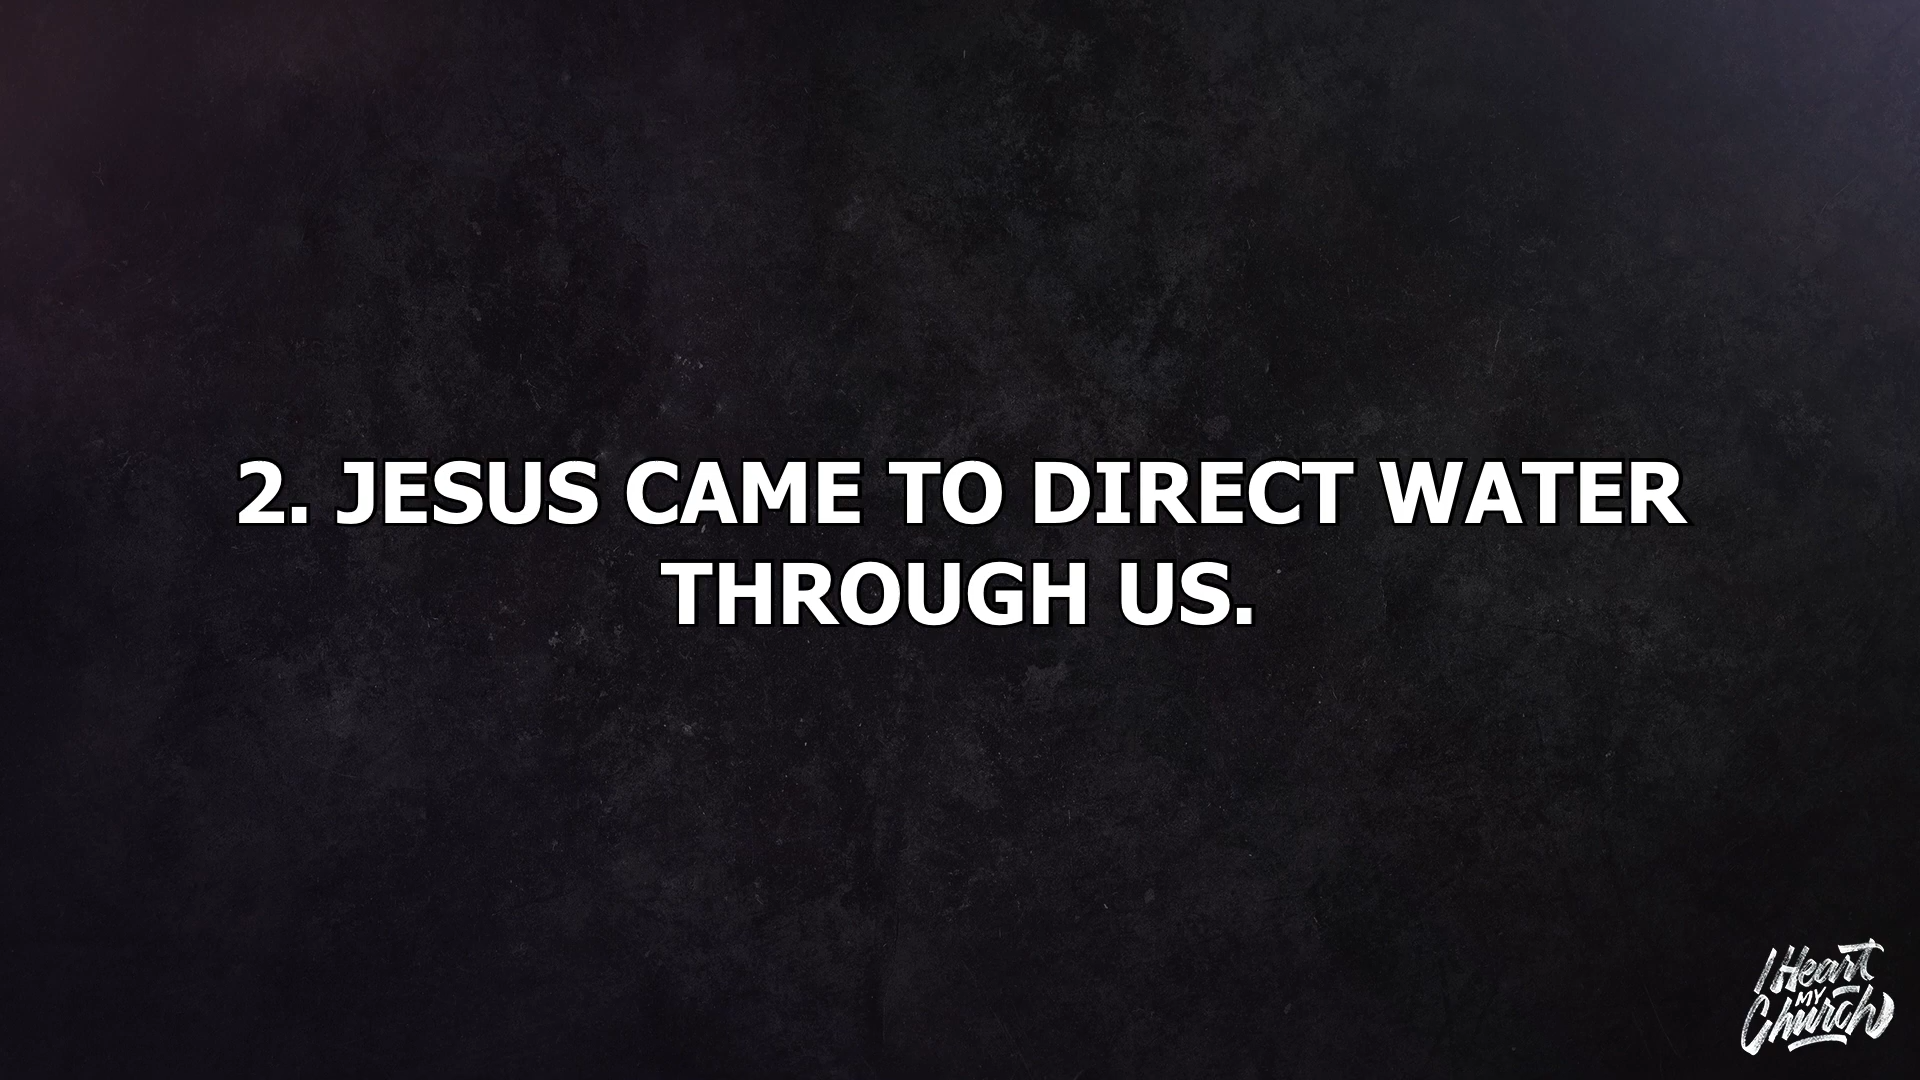 2. JESUS CAME TO DIRECT WATER
THROUGH US.
I Heart
MY
Church